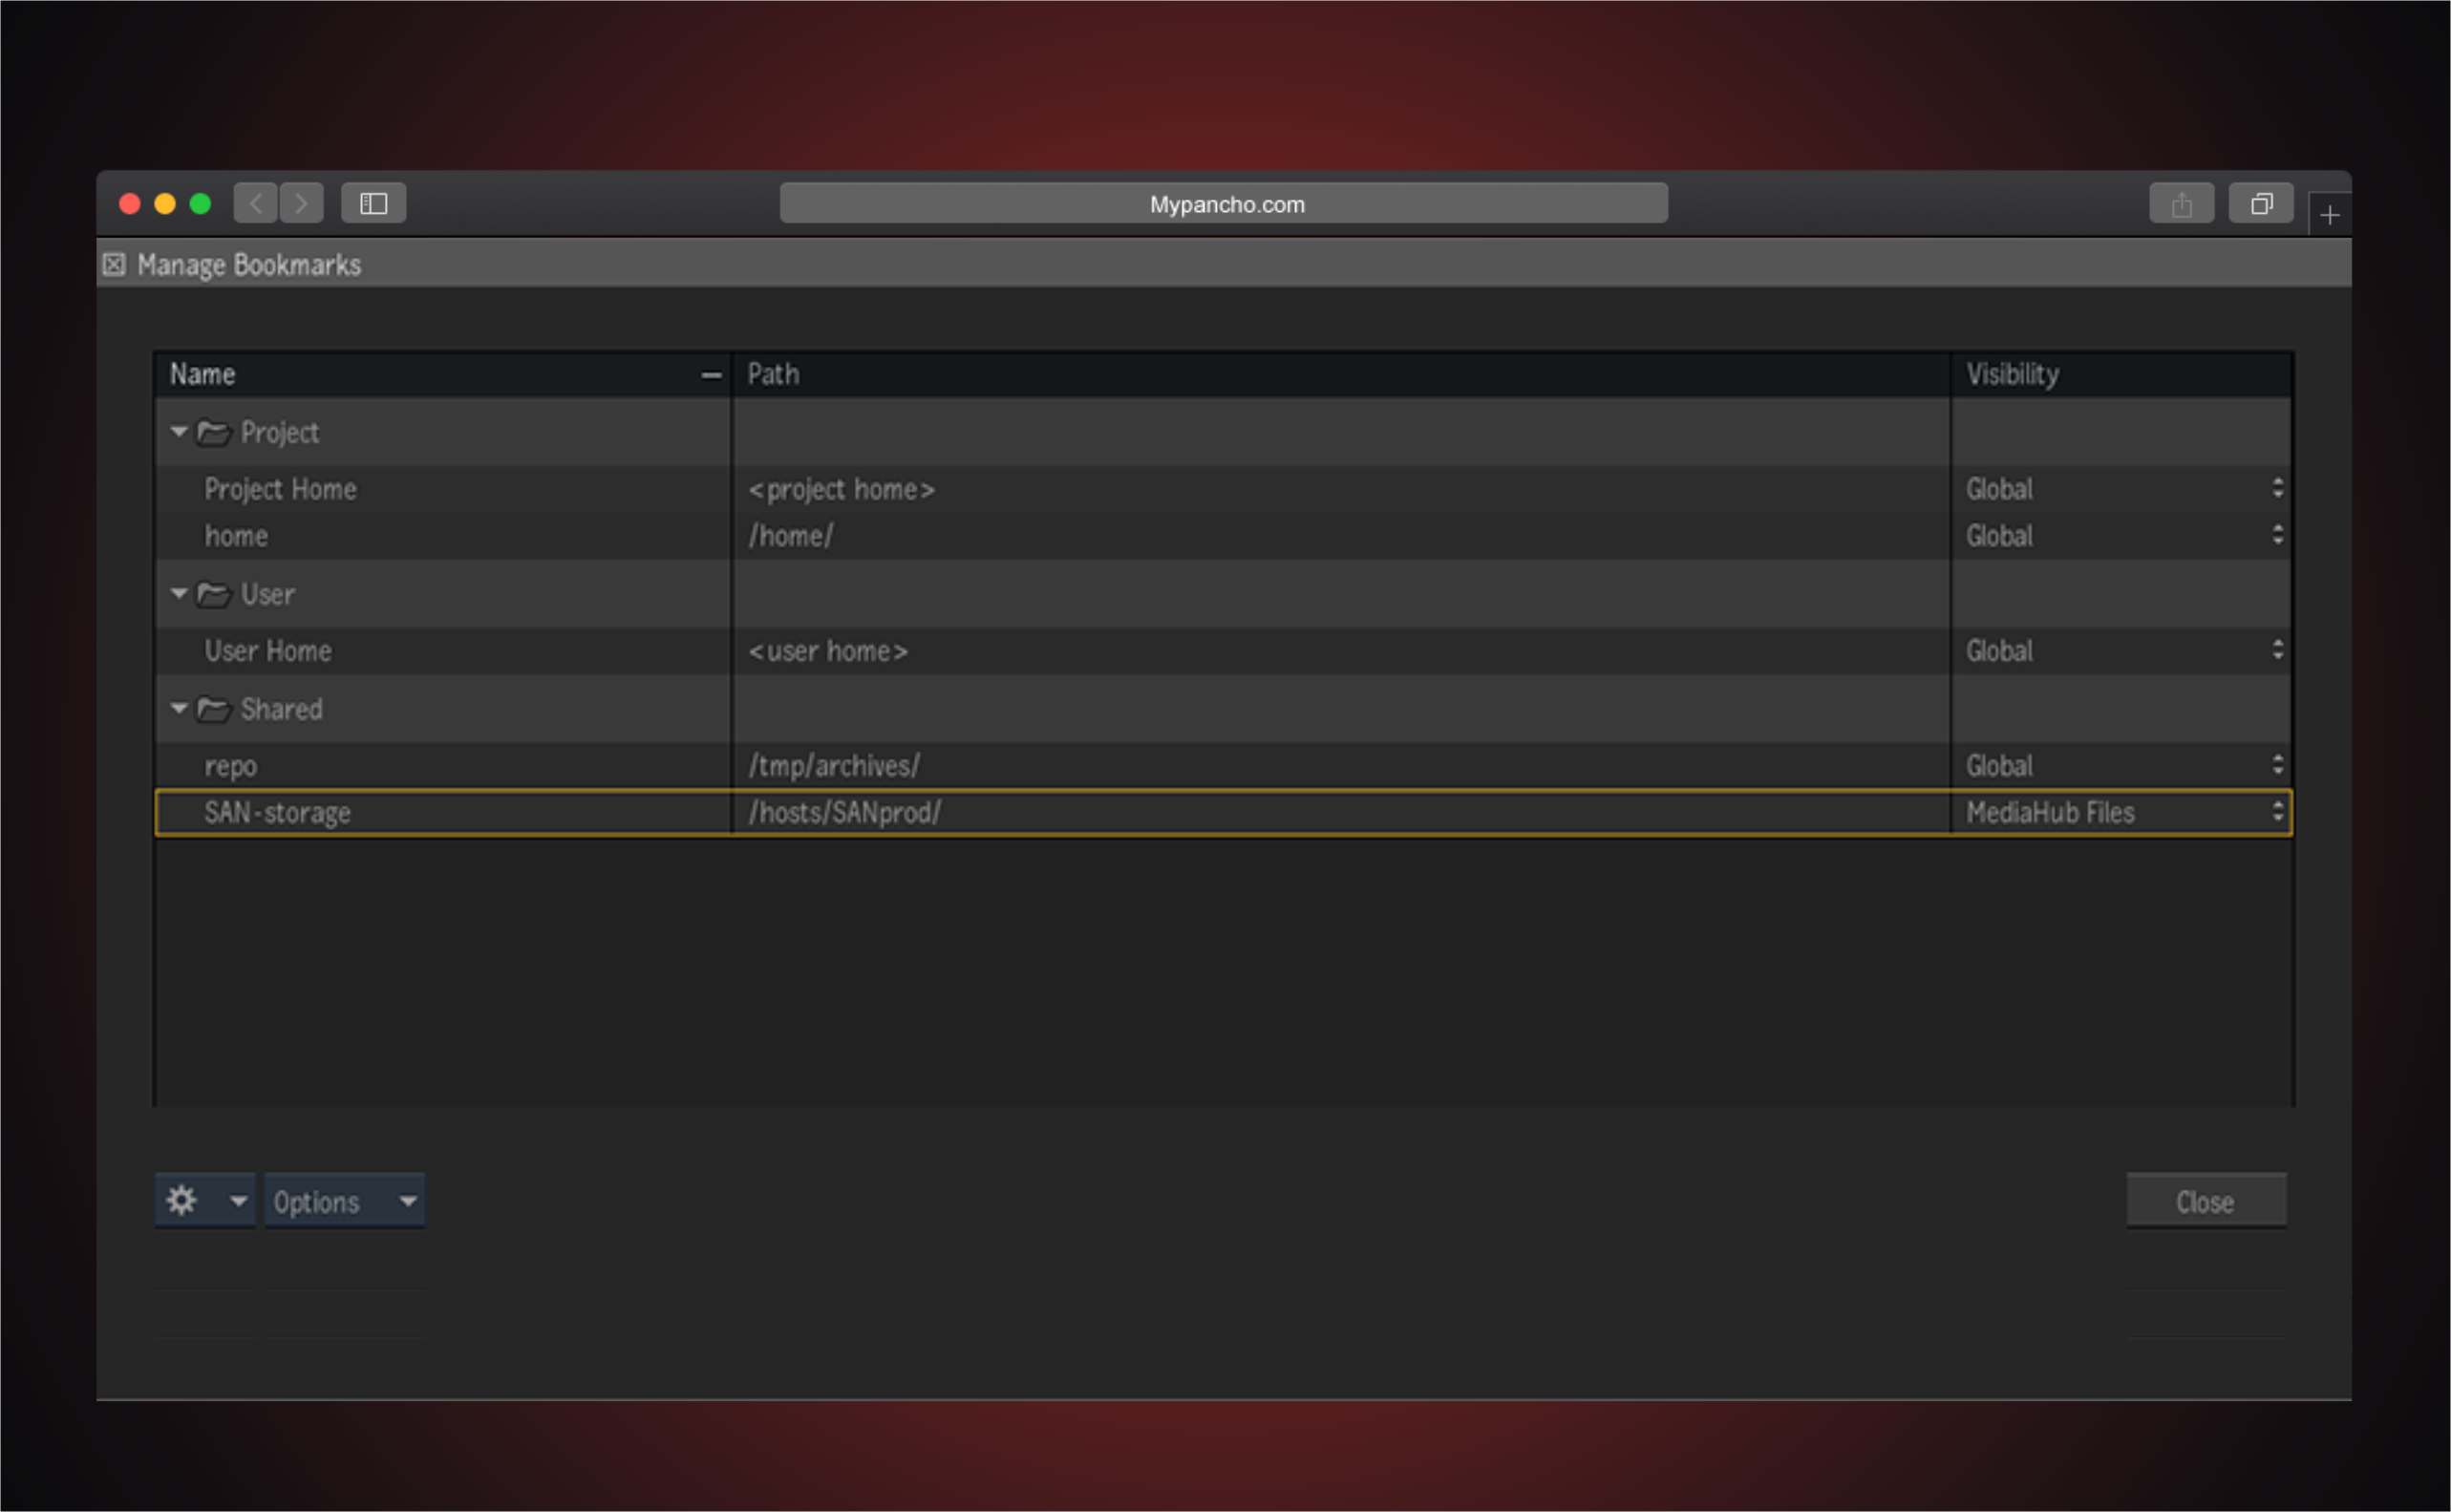 Mypancho.com
Manage Bookmarks
Name Path Visibility
Project
Project Home <project home> Global
home /home/ Global
User
User Home <user home> Global
Shared
repo /tmp/archives/ Global
SAN-storage /hosts/SANprod/ MediaHub Files
Options Close